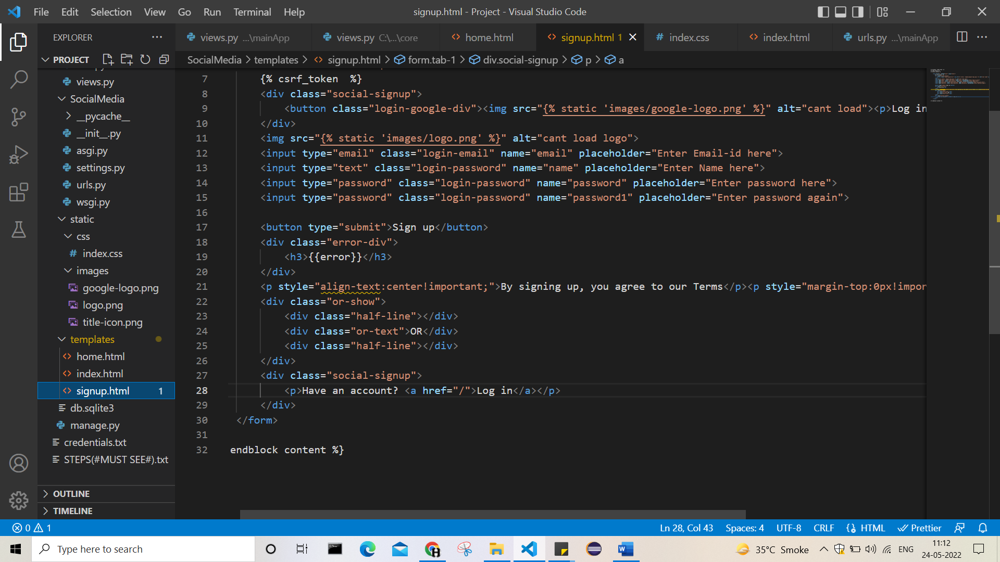 File Edit Selection View Go Run Terminal Help
signup.html - Project - Visual Studio Code
EXPLORER
views.py ...\mainApp
views.py C:\...\core
home.html
signup.html 1
index.css
index.html
urls.py ...\mainApp
PROJECT
SocialMedia > templates > signup.html > form.tab-1 > div.social-signup > p > a
views.py
SocialMedia
__pycache__
__init__.py
asgi.py
settings.py
urls.py
wsgi.py
static
css
index.css
images
google-logo.png
logo.png
title-icon.png
templates
home.html
index.html
signup.html 1
db.sqlite3
manage.py
credentials.txt
STEPS(#MUST SEE#).txt
OUTLINE
TIMELINE
7 {% csrf_token  %}
8 <div class="social-signup">
9 <button class="login-google-div"><img src="{% static 'images/google-logo.png' %}" alt="cant load"><p>Log in
10 </div>
11 <img src="{% static 'images/logo.png' %}" alt="cant load logo">
12 <input type="email" class="login-email" name="email" placeholder="Enter Email-id here">
13 <input type="text" class="login-password" name="name" placeholder="Enter Name here">
14 <input type="password" class="login-password" name="password" placeholder="Enter password here">
15 <input type="password" class="login-password" name="password1" placeholder="Enter password again">
16
17 <button type="submit">Sign up</button>
18 <div class="error-div">
19 <h3>{{error}}</h3>
20 </div>
21 <p style="align-text:center!important;">By signing up, you agree to our Terms</p><p style="margin-top:0px!impor
22 <div class="or-show">
23 <div class="half-line"></div>
24 <div class="or-text">OR</div>
25 <div class="half-line"></div>
26 </div>
27 <div class="social-signup">
28 <p>Have an account? <a href="/">Log in</a></p>
29 </div>
30 </form>
31
32 endblock content %}
0 1
Ln 28, Col 43 Spaces: 4 UTF-8 CRLF HTML Prettier
Type here to search
35°C Smoke
ENG
11:12
24-05-2022